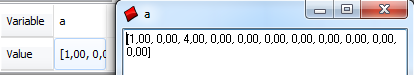 Variable a
Value [1,00, 0,0
a
[1,00, 0,00, 4,00, 0,00, 0,00, 0,00, 0,00, 0,00, 0,00, 0,00,
0,00]